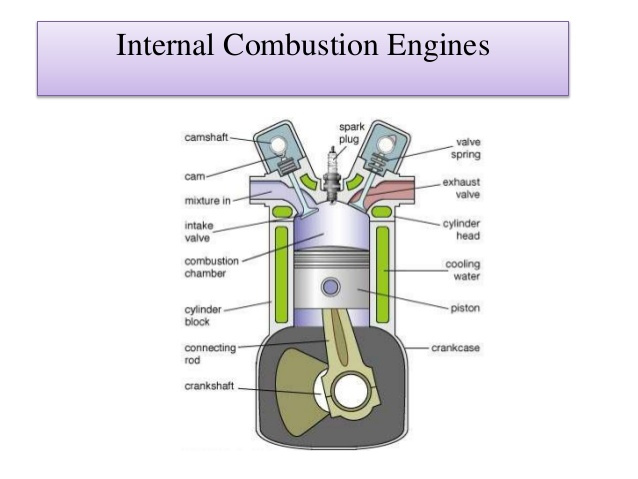 Internal Combustion Engines
camshaft
cam
mixture in
intake
valve
combustion
chamber
cylinder
block
connecting
rod
crankshaft
spark
plug
valve
spring
exhaust
valve
cylinder
head
cooling
water
piston
crankcase